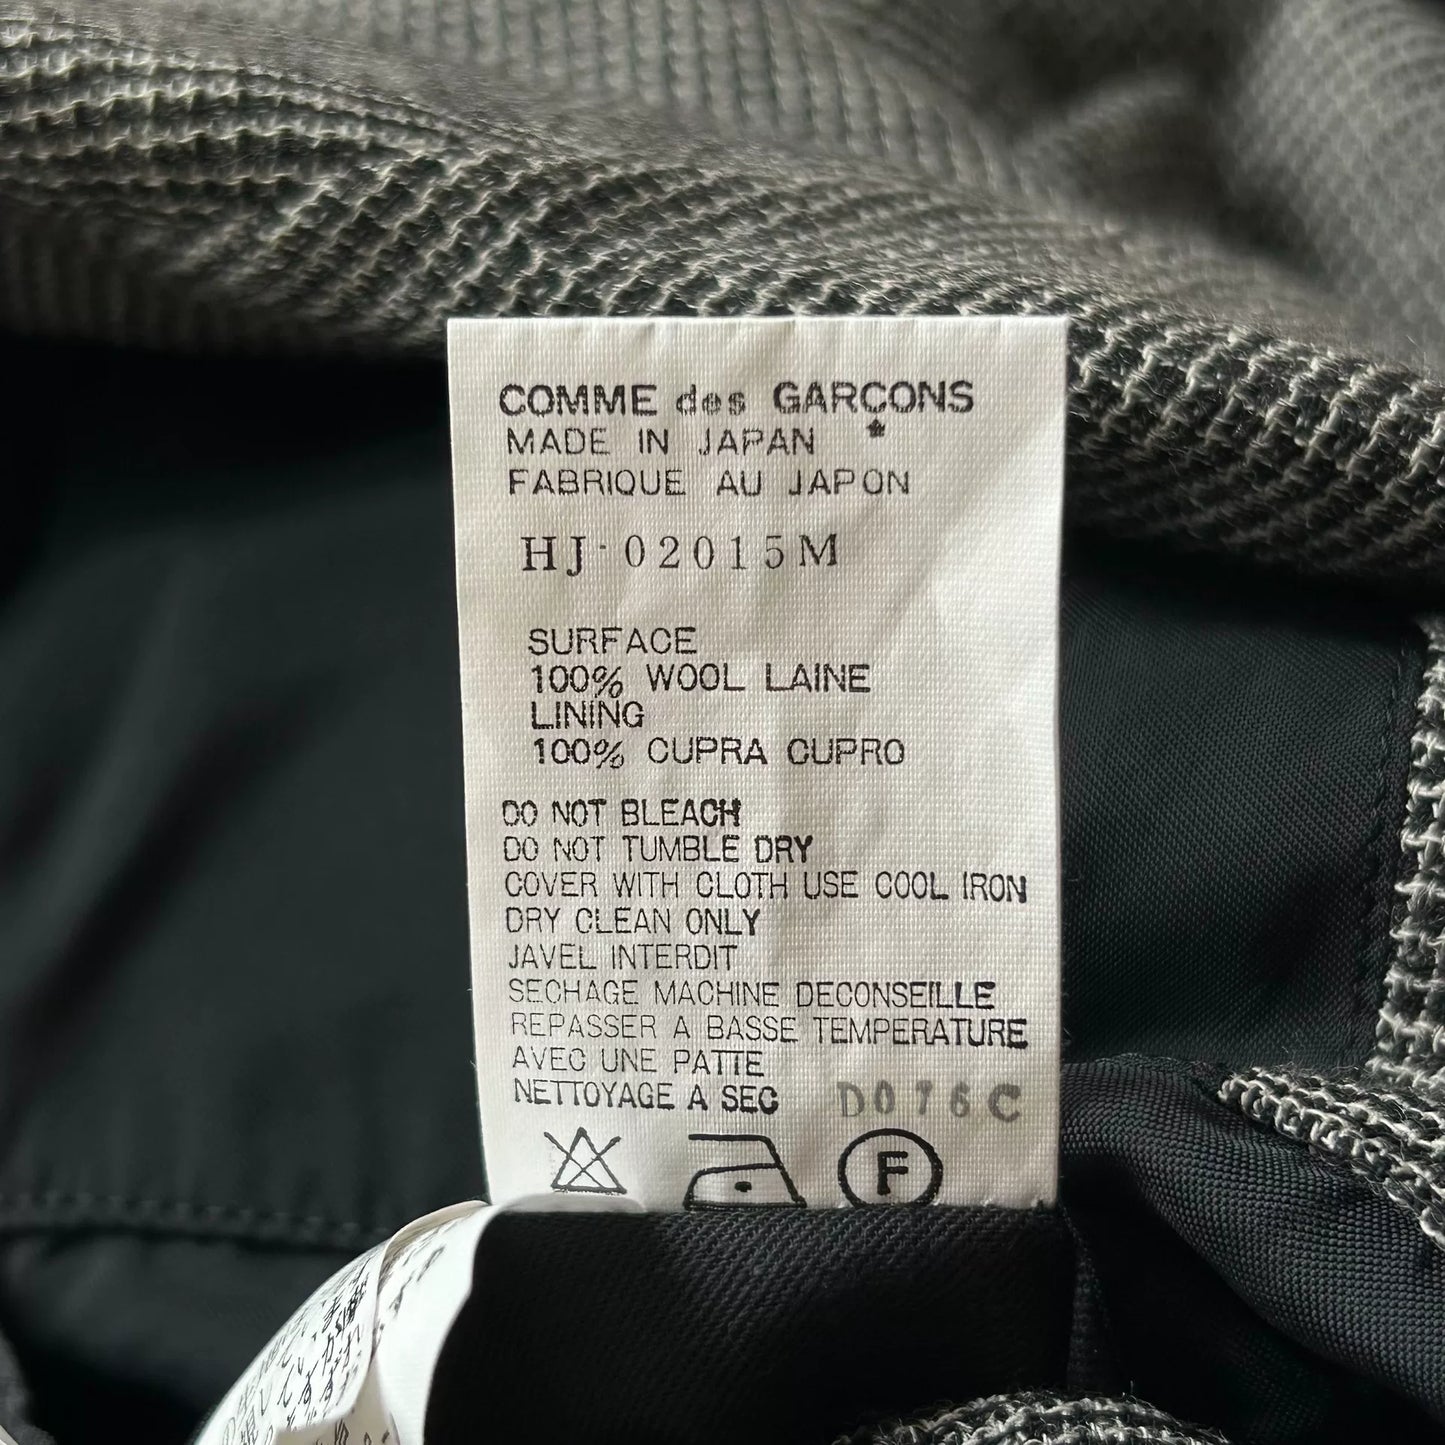 COMME des GARÇONS
MADE IN JAPAN
FABRIQUE AU JAPON
HJ-02015M
SURFACE
100% WOOL LAINE
LINING
100% CUPRA CUPRO
DO NOT BLEACH
DO NOT TUMBLE DRY
COVER WITH CLOTH USE COOL IRON
DRY CLEAN ONLY
JAVEL INTERDIT
SECHAGE MACHINE DECONSEILLE
REPASSER A BASSE TEMPERATURE
AVEC UNE PATTE
NETTOYAGE A SEC D076C
F